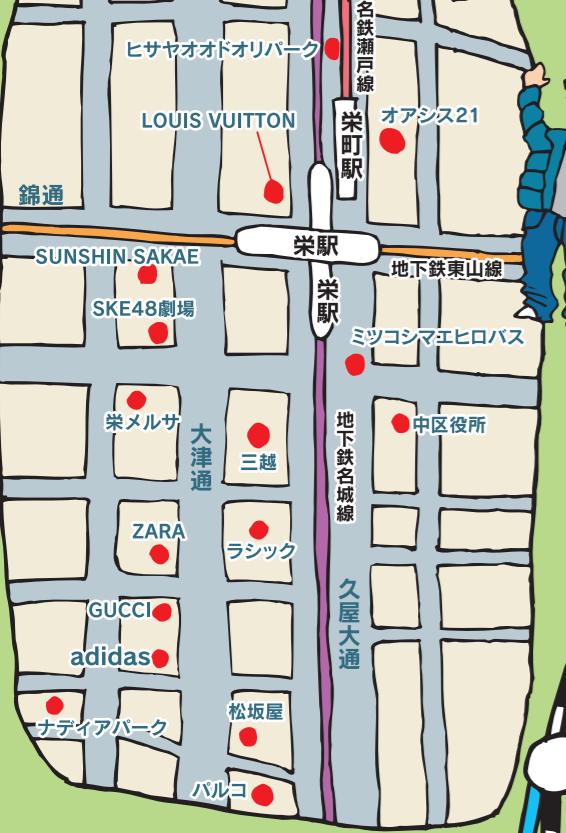 名鉄瀬戸線
ヒサヤオオドオリパーク
LOUIS VUITTON
栄町駅
オアシス21
錦通
SUNSHIN SAKAE
栄駅
地下鉄東山線
栄駅
SKE48劇場
ミツコシマエヒロバス
栄メルサ
大津通
三越
地下鉄名城線
中区役所
ZARA
ラシック
久屋大通
GUCCI
adidas
ナディアパーク
松坂屋
パルコ